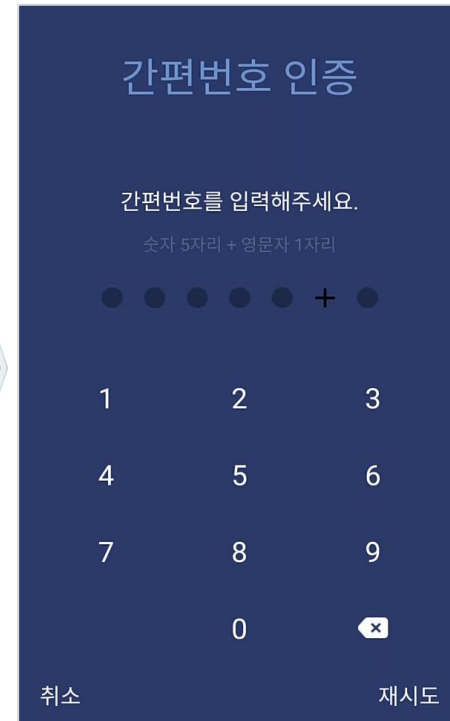 간편번호 인증
간편번호를 입력해주세요.
숫자 5자리 + 영문자 1자리
+
1 2 3
4 5 6
7 8 9
0
취소 재시도